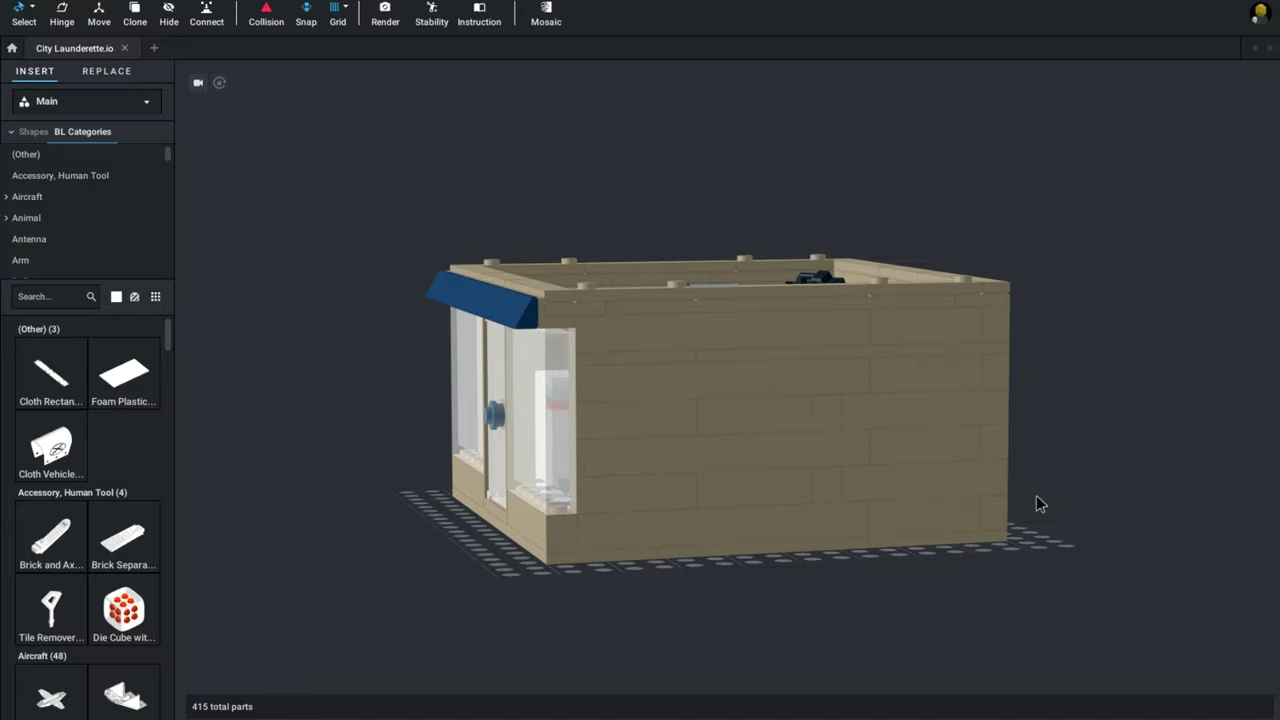 Select
Hinge
Move
Clone
Hide
Connect
Collision
Snap
Grid
Render
Stability
Instruction
Mosaic
City Launderette.io
INSERT
REPLACE
Main
Shapes
BL Categories
(Other)
Accessory, Human Tool
Aircraft
Animal
Antenna
Arm
Search...
(Other) (3)
Cloth Rectan...
Foam Plastic...
Cloth Vehicle...
Accessory, Human Tool (4)
Brick and Ax...
Brick Separa...
Tile Remover...
Die Cube wit...
Aircraft (48)
415 total parts